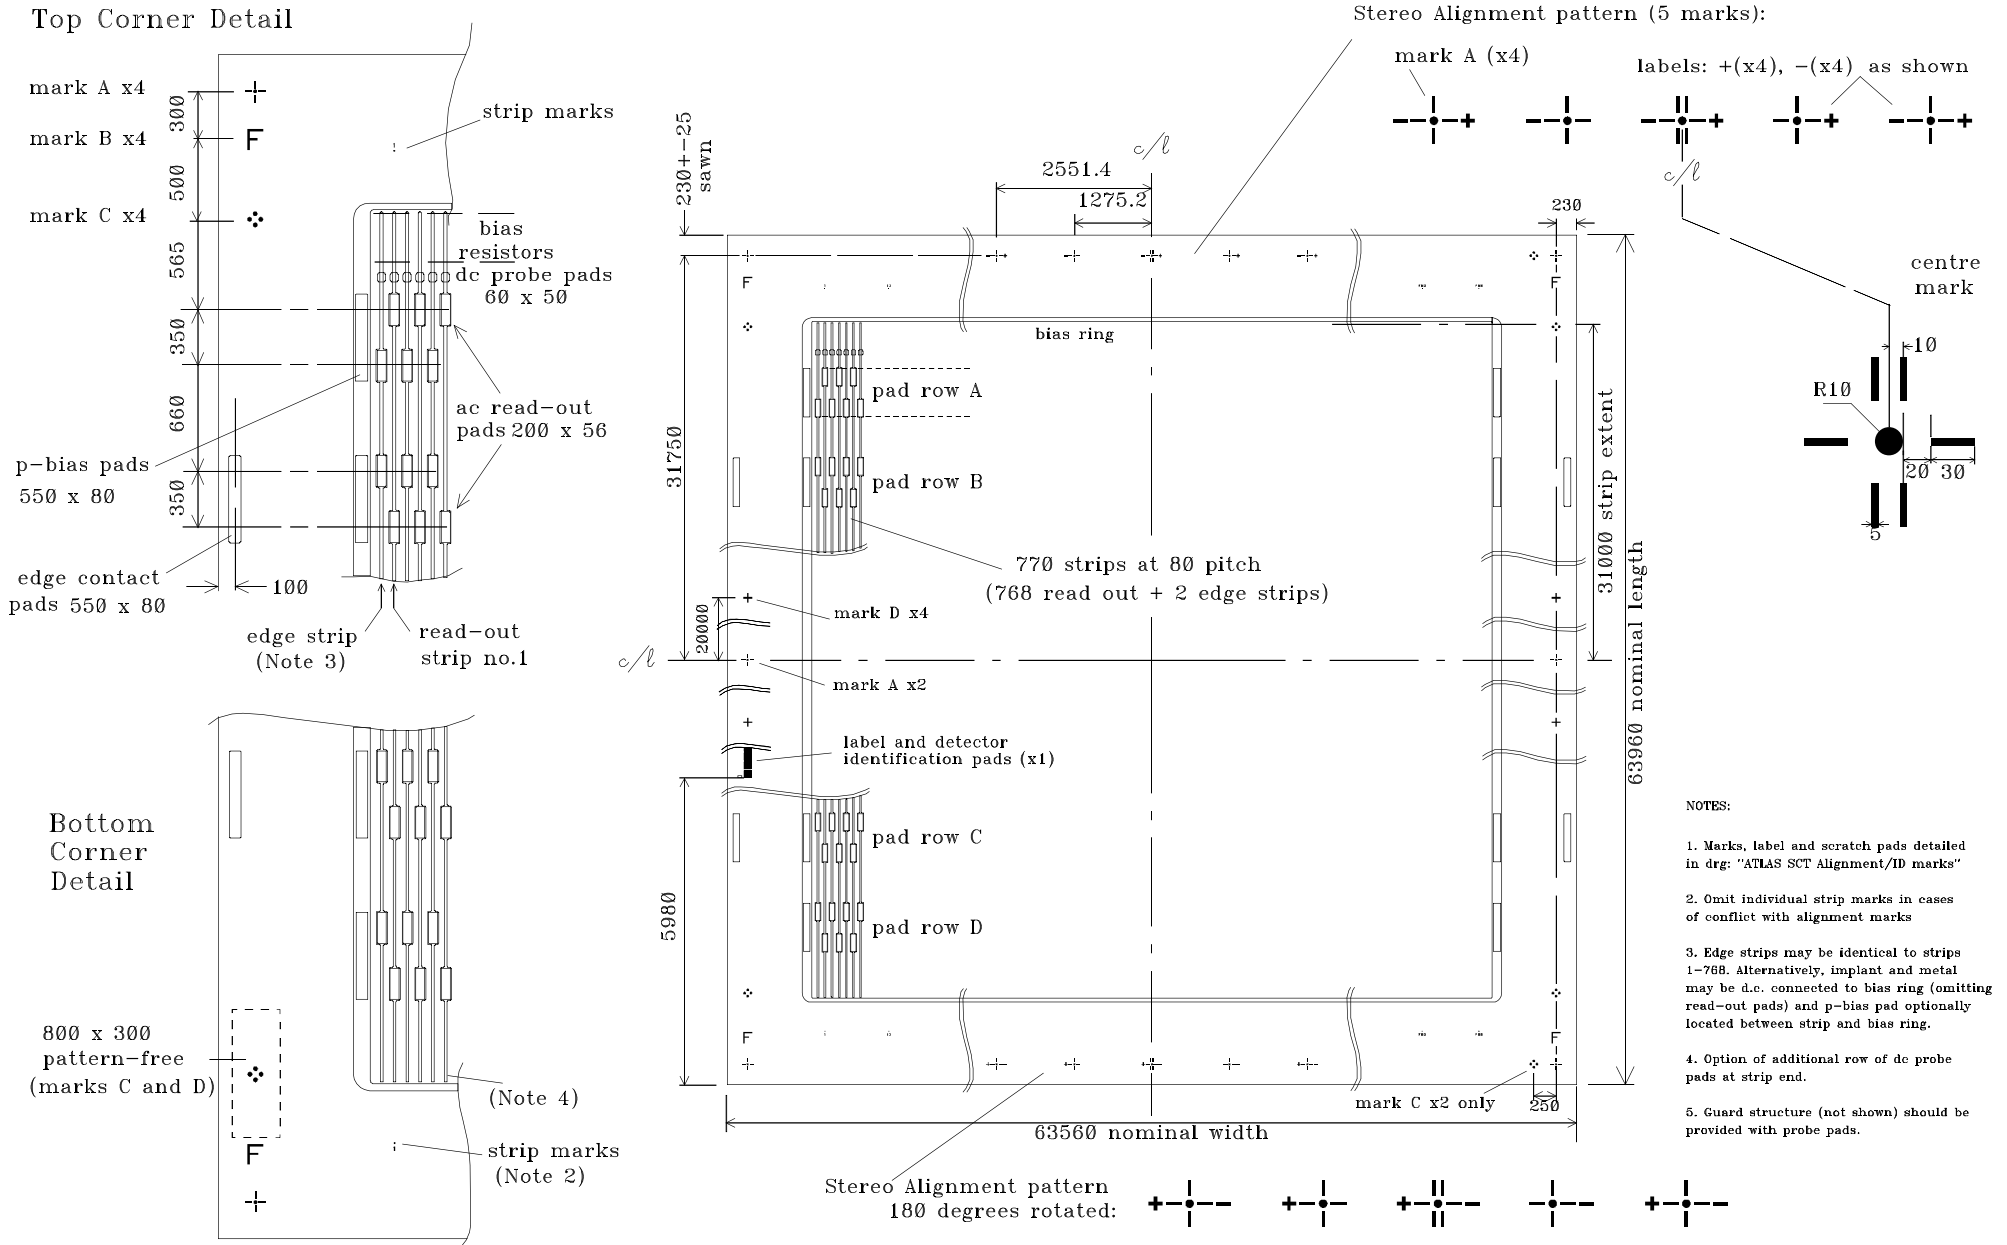 Top Corner Detail
mark A x4
mark B x4
mark C x4
300
500
565
350
660
350
strip marks
bias
resistors
dc probe pads
60 x 50
ac read-out
pads 200 x 56
p-bias pads
550 x 80
edge contact
pads 550 x 80
100
edge strip
(Note 3)
read-out
strip no.1
F
Bottom
Corner
Detail
800 x 300
pattern-free
(marks C and D)
F
(Note 4)
strip marks
(Note 2)
Stereo Alignment pattern (5 marks):
mark A (x4)
labels: +(x4), -(x4) as shown
c/l
230+-25
sawn
2551.4
1275.2
c/l
230
F
F
bias ring
pad row A
pad row B
31750
770 strips at 80 pitch
(768 read out + 2 edge strips)
mark D x4
20000
c/l
mark A x2
label and detector
identification pads (x1)
5980
pad row C
pad row D
F
F
31000 strip extent
63960 nominal length
mark C x2 only
250
63560 nominal width
Stereo Alignment pattern
180 degrees rotated:
centre
mark
10
R10
20
30
5
NOTES:
1. Marks, label and scratch pads detailed
in drg: "ATLAS SCT Alignment/ID marks"
2. Omit individual strip marks in cases
of conflict with alignment marks
3. Edge strips may be identical to strips
1-768. Alternatively, implant and metal
may be d.c. connected to bias ring (omitting
read-out pads) and p-bias pad optionally
located between strip and bias ring.
4. Option of additional row of dc probe
pads at strip end.
5. Guard structure (not shown) should be
provided with probe pads.